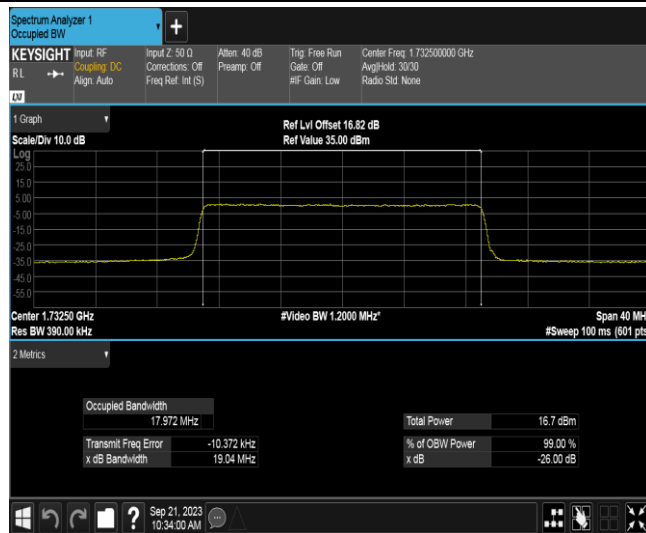 Spectrum Analyzer 1
Occupied BW
+
KEYSIGHT
RL
Input: RF
Coupling: DC
Align: Auto
Input Z: 50 Ω
Corrections: Off
Freq Ref: Int (S)
Atten: 40 dB
Preamp: Off
Trig: Free Run
Gate: Off
#IF Gain: Low
Center Freq: 1.732500000 GHz
Avg|Hold: 30/30
Radio Std: None
1 Graph
Scale/Div 10.0 dB
Ref Lvl Offset 16.82 dB
Ref Value 35.00 dBm
Log
25.0
15.0
5.00
-5.00
-15.0
-25.0
-35.0
-45.0
-55.0
Center 1.73250 GHz
#Video BW 1.2000 MHz*
Span 40 MH
Res BW 390.00 kHz
#Sweep 100 ms (601 pts
2 Metrics
Occupied Bandwidth
17.972 MHz
Total Power 16.7 dBm
Transmit Freq Error -10.372 kHz
% of OBW Power 99.00 %
x dB Bandwidth 19.04 MHz
x dB -26.00 dB
?
Sep 21, 2023
10:34:00 AM